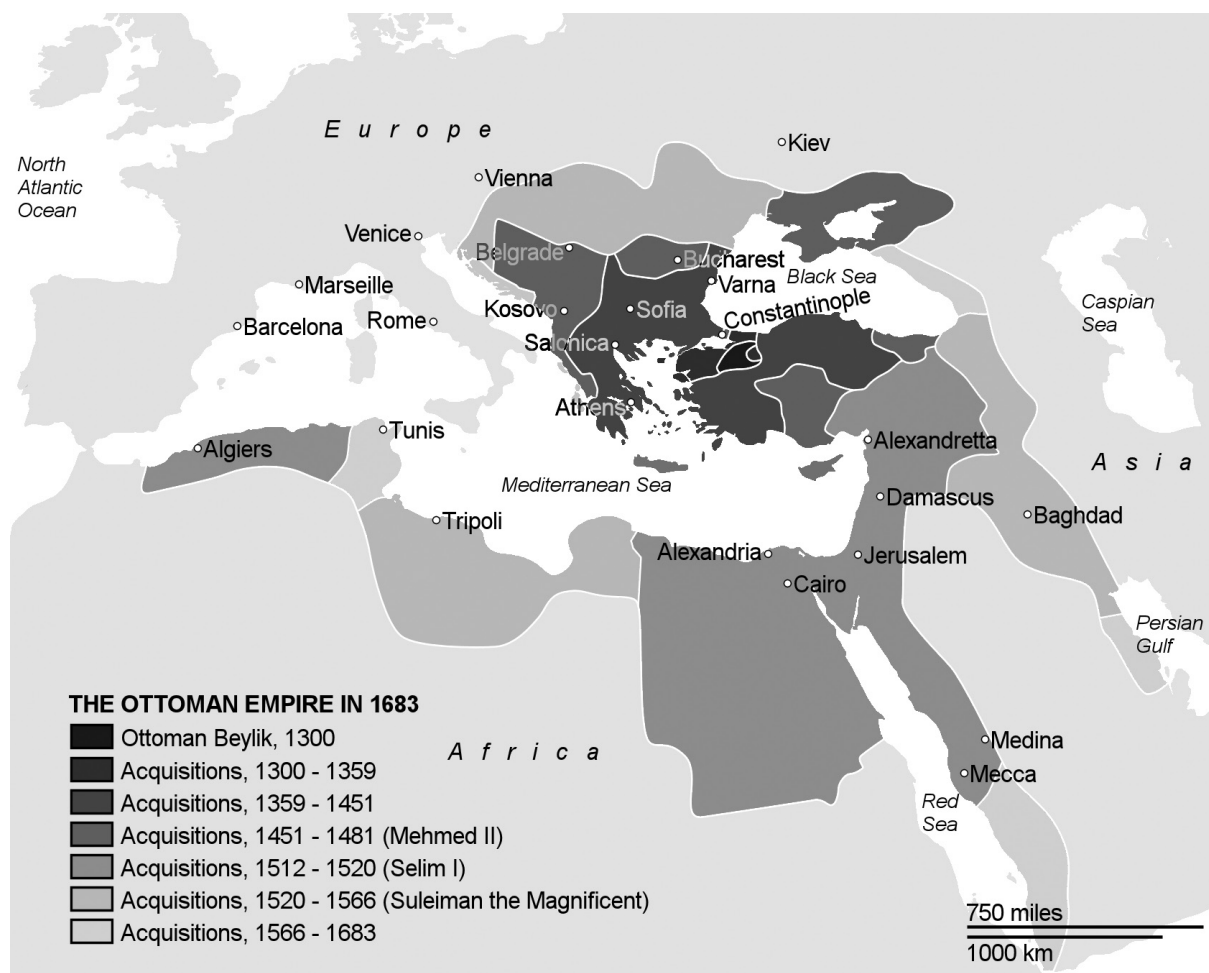 Europe
Kiev
North
Atlantic
Ocean
Vienna
Venice
Belgrade
Bucharest
Black Sea
Varna
Marseille
Caspian
Sea
Kosovo
Sofia
Constantinople
Barcelona
Rome
Salonica
Athens
Tunis
Algiers
Alexandretta
Asia
Mediterranean Sea
Damascus
Tripoli
Baghdad
Alexandria
Jerusalem
Cairo
Persian
Gulf
THE OTTOMAN EMPIRE IN 1683
Ottoman Beylik, 1300
Acquisitions, 1300 - 1359
Acquisitions, 1359 - 1451
Acquisitions, 1451 - 1481 (Mehmed II)
Acquisitions, 1512 - 1520 (Selim I)
Acquisitions, 1520 - 1566 (Suleiman the Magnificent)
Acquisitions, 1566 - 1683
Africa
Medina
Mecca
Red
Sea
750 miles
1000 km